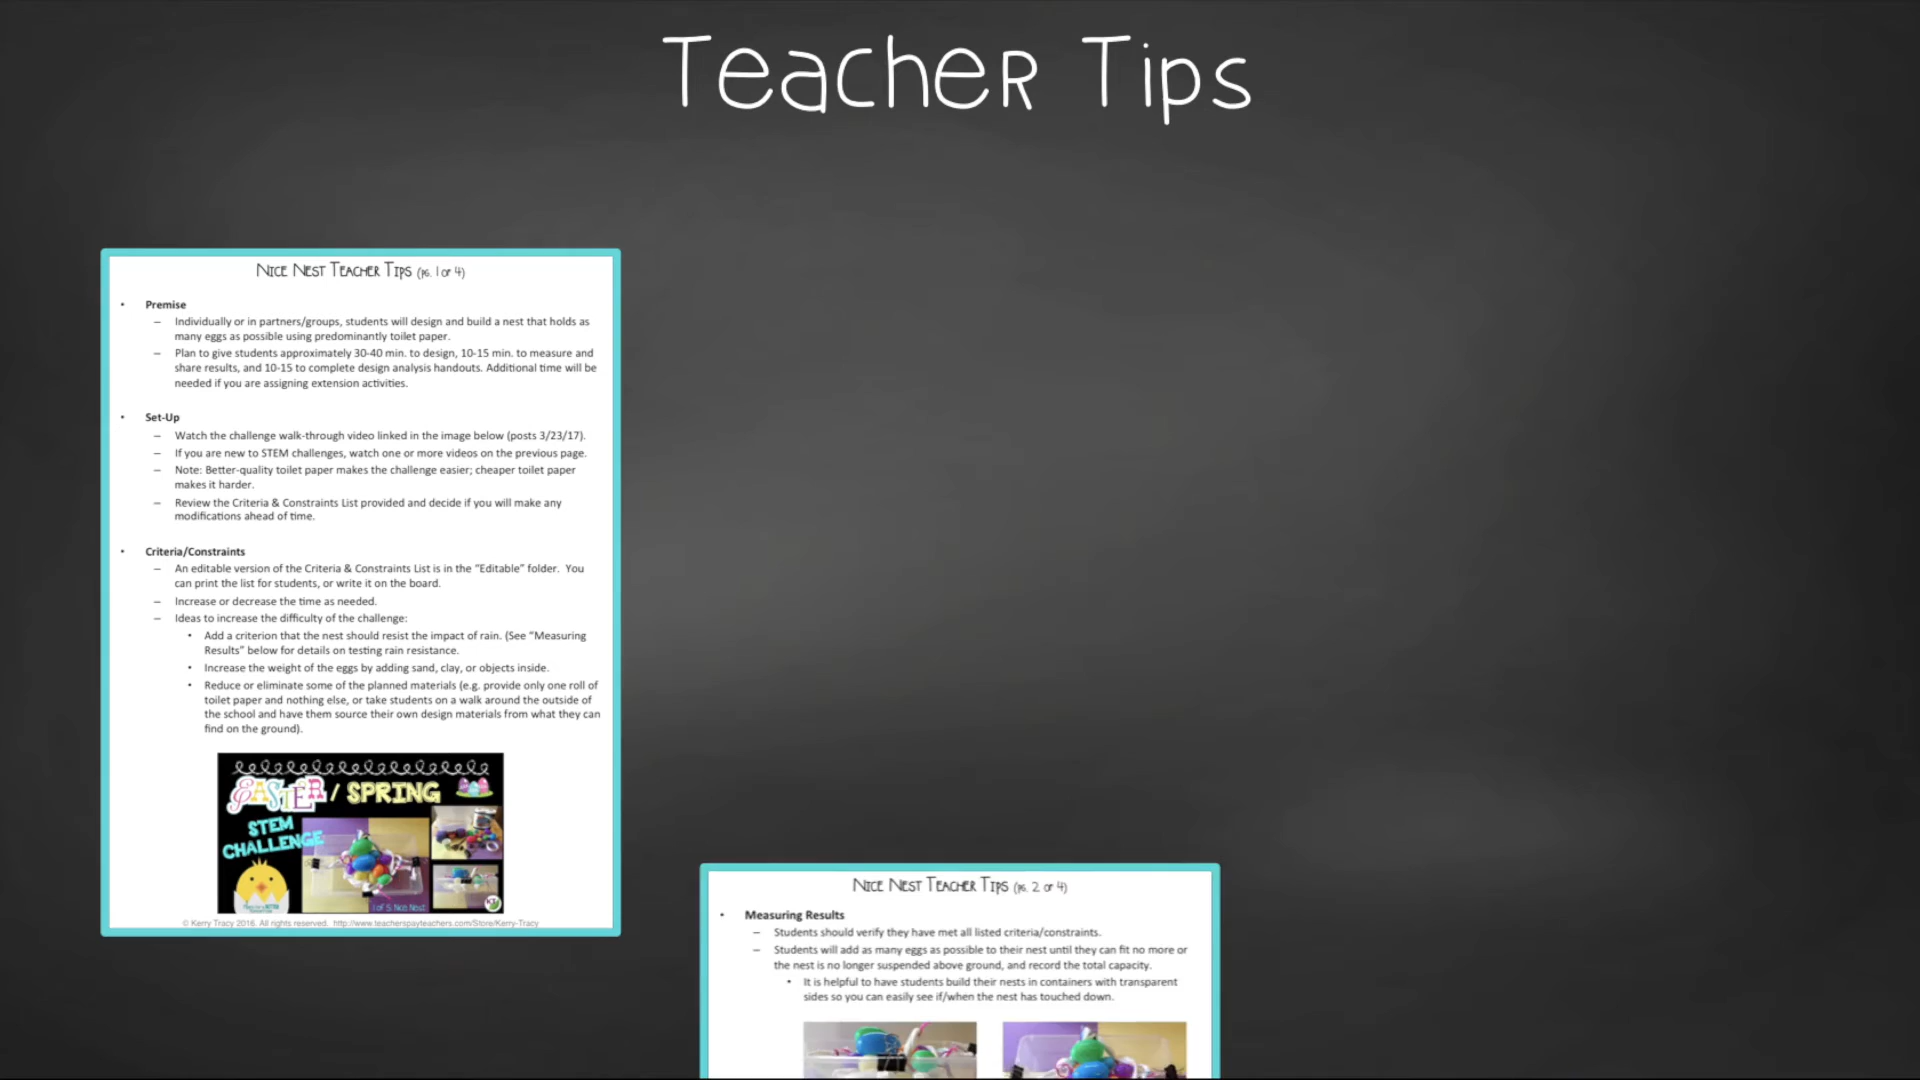 Teacher Tips
Nice Nest Teacher Tips (pg. 1 of 4)
• Premise
– Individually or in partners/groups, students will design and build a nest that holds as
many eggs as possible using predominantly toilet paper.
– Plan to give students approximately 30-40 min. to design, 10-15 min. to measure and
share results, and 10-15 to complete design analysis handouts. Additional time will be
needed if you are assigning extension activities.
• Set-Up
– Watch the challenge walk-through video linked in the image below (posts 3/23/17).
– If you are new to STEM challenges, watch one or more videos on the previous page.
– Note: Better-quality toilet paper makes the challenge easier; cheaper toilet paper
makes it harder.
– Review the Criteria & Constraints List provided and decide if you will make any
modifications ahead of time.
• Criteria/Constraints
– An editable version of the Criteria & Constraints List is in the “Editable” folder. You
can print the list for students, or write it on the board.
– Increase or decrease the time as needed.
– Ideas to increase the difficulty of the challenge:
• Add a criterion that the nest should resist the impact of rain. (See “Measuring
Results” below for details on testing rain resistance.
• Increase the weight of the eggs by adding sand, clay, or objects inside.
• Reduce or eliminate some of the planned materials (e.g. provide only one roll of
toilet paper and nothing else, or take students on a walk around the outside of
the school and have them source their own design materials from what they can
find on the ground).
EASTER / SPRING
STEM
CHALLENGE
1 of 5: Nice Nest
© Kerry Tracy 2016. All rights reserved. http://www.teacherspayteachers.com/Store/Kerry-Tracy
Nice Nest Teacher Tips (pg. 2 of 4)
• Measuring Results
– Students should verify they have met all listed criteria/constraints.
– Students will add as many eggs as possible to their nest until they can fit no more or
the nest is no longer suspended above ground, and record the total capacity.
• It is helpful to have students build their nests in containers with transparent
sides so you can easily see if/when the nest has touched down.